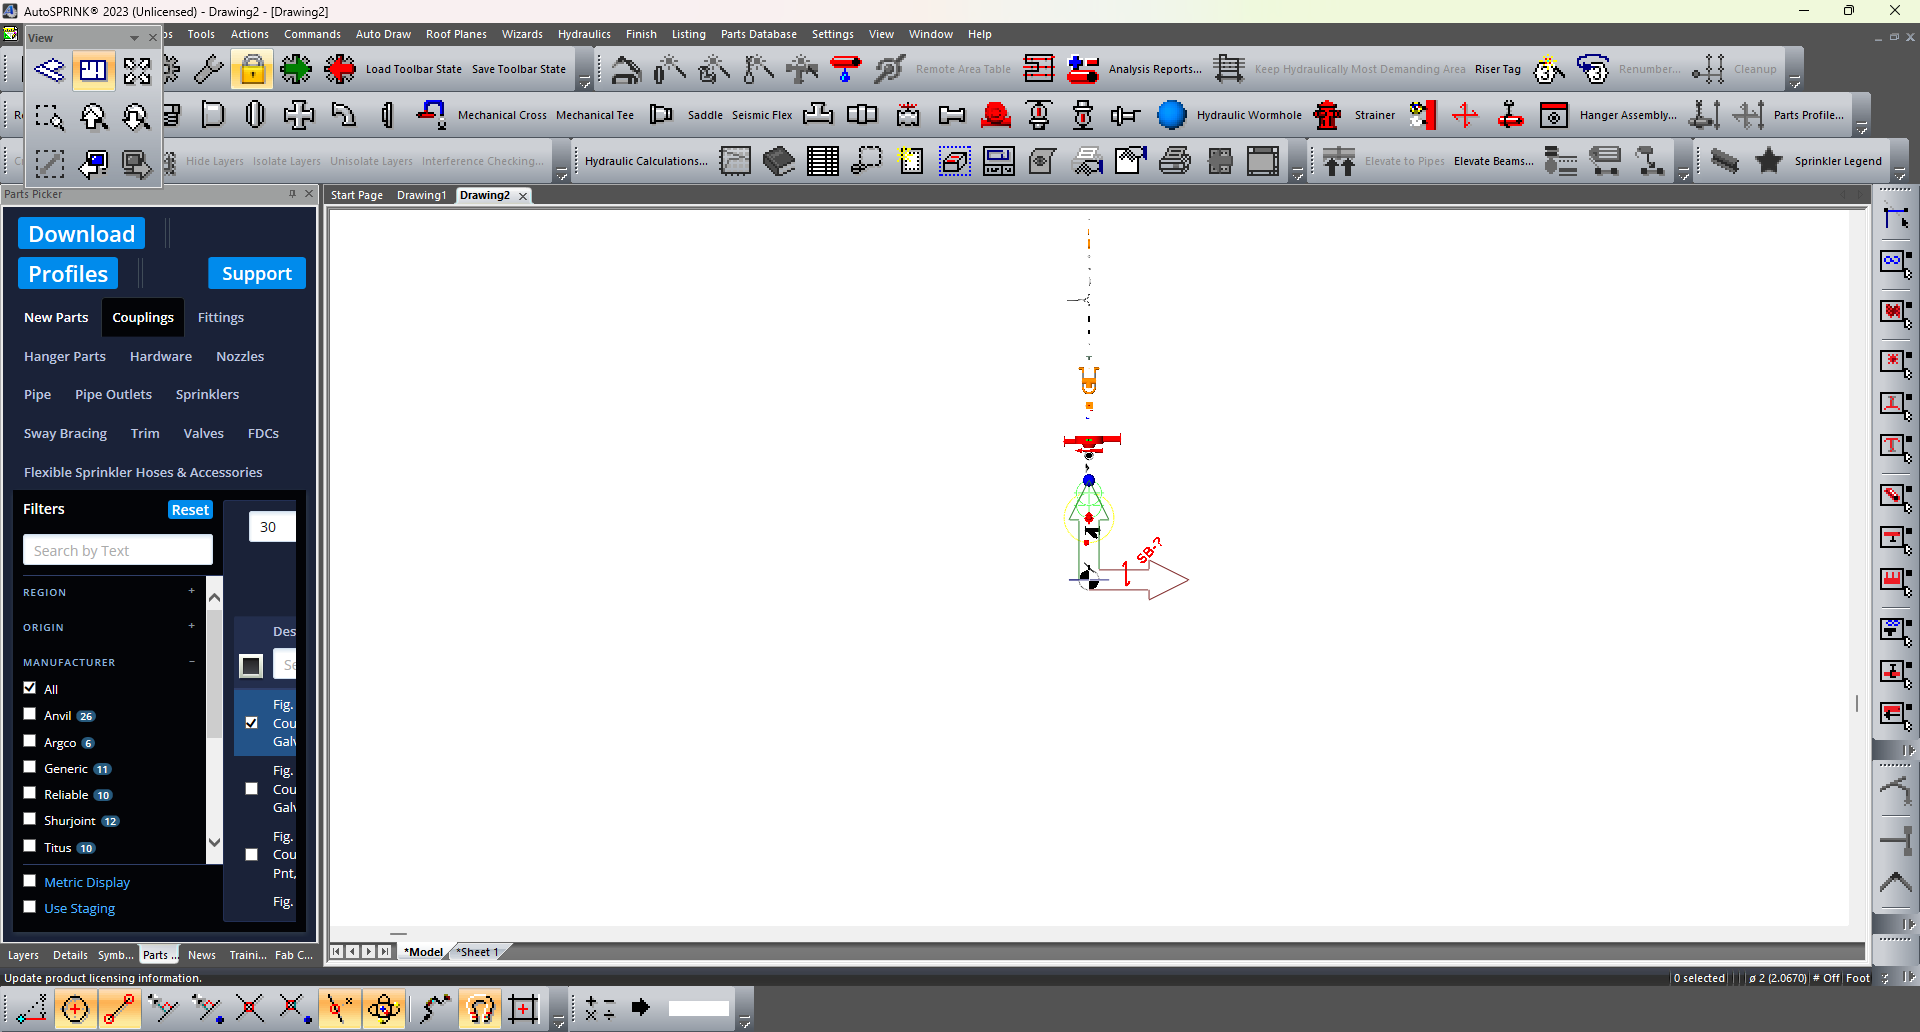 AutoSPRINK® 2023 (Unlicensed) - Drawing2 - [Drawing2]
View
Tools Actions Commands Auto Draw Roof Planes Wizards Hydraulics Finish Listing Parts Database Settings View Window Help
Load Toolbar State Save Toolbar State Remote Area Table Analysis Reports... Keep Hydraulically Most Demanding Area Riser Tag Renumber... Cleanup
Mechanical Cross Mechanical Tee Saddle Seismic Flex Hydraulic Wormhole Strainer Hanger Assembly... Parts Profile...
Hide Layers Isolate Layers Unisolate Layers Interference Checking... Hydraulic Calculations... Elevate to Pipes Elevate Beams... Sprinkler Legend
Parts Picker
Start Page Drawing1 Drawing2
Download
Profiles Support
New Parts Couplings Fittings
Hanger Parts Hardware Nozzles
Pipe Pipe Outlets Sprinklers
Sway Bracing Trim Valves FDCs
Flexible Sprinkler Hoses & Accessories
Filters Reset
30
Search by Text
REGION +
ORIGIN +
Des
MANUFACTURER −
Se
All
Anvil 26
Argco 6
Generic 11
Reliable 10
Shurjoint 12
Titus 10
Metric Display
Use Staging
Fig.
Cou
Galv
Fig.
Cou
Galv
Fig.
Cou
Pnt,
Fig.
SB-?
Layers Details Symb... Parts ... News Traini... Fab C...
*Model *Sheet 1
Update product licensing information.
0 selected ø 2 (2.0670) # Off Foot